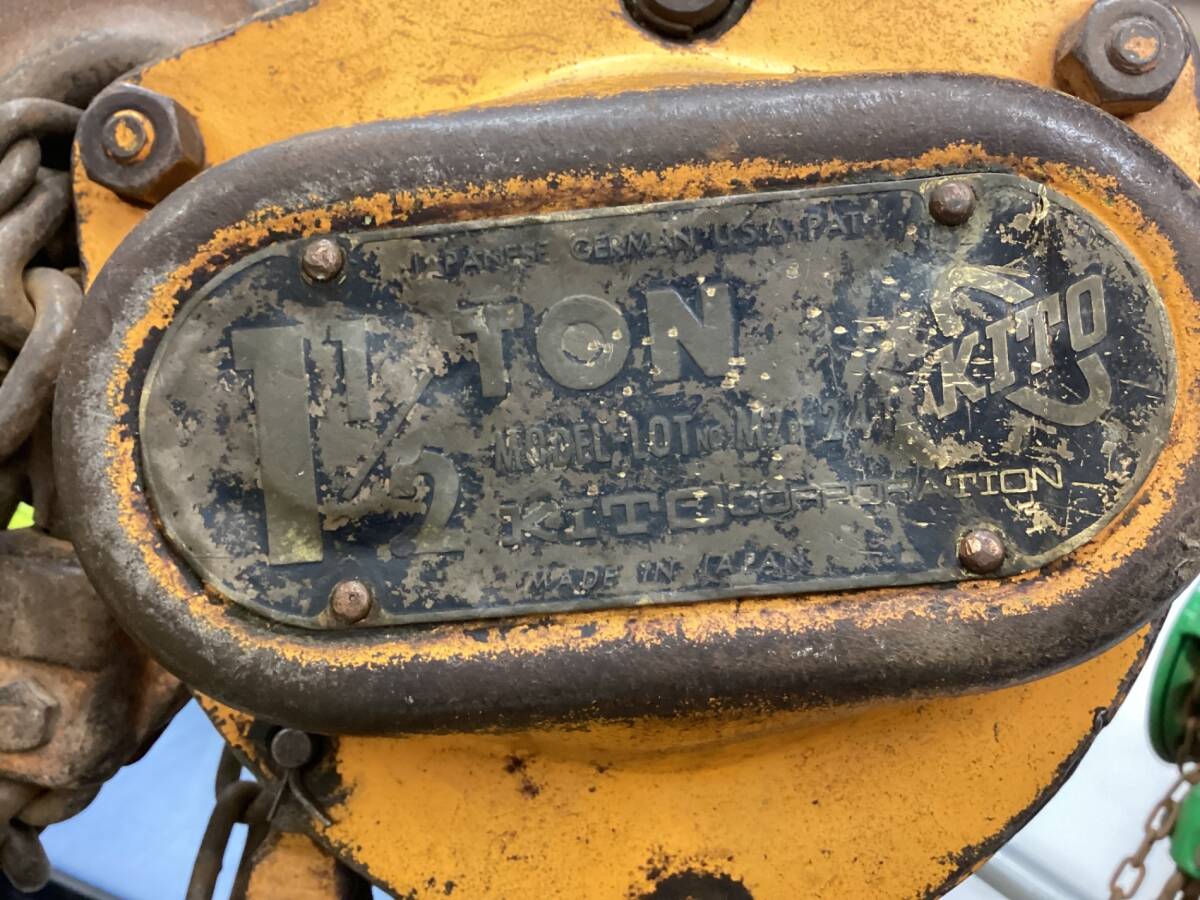 JAPANESE GERMAN U.S.A. PAT.
1 1/2 TON
KITO
MODEL-LOT NO
KITO CORPORATION
MADE IN JAPAN